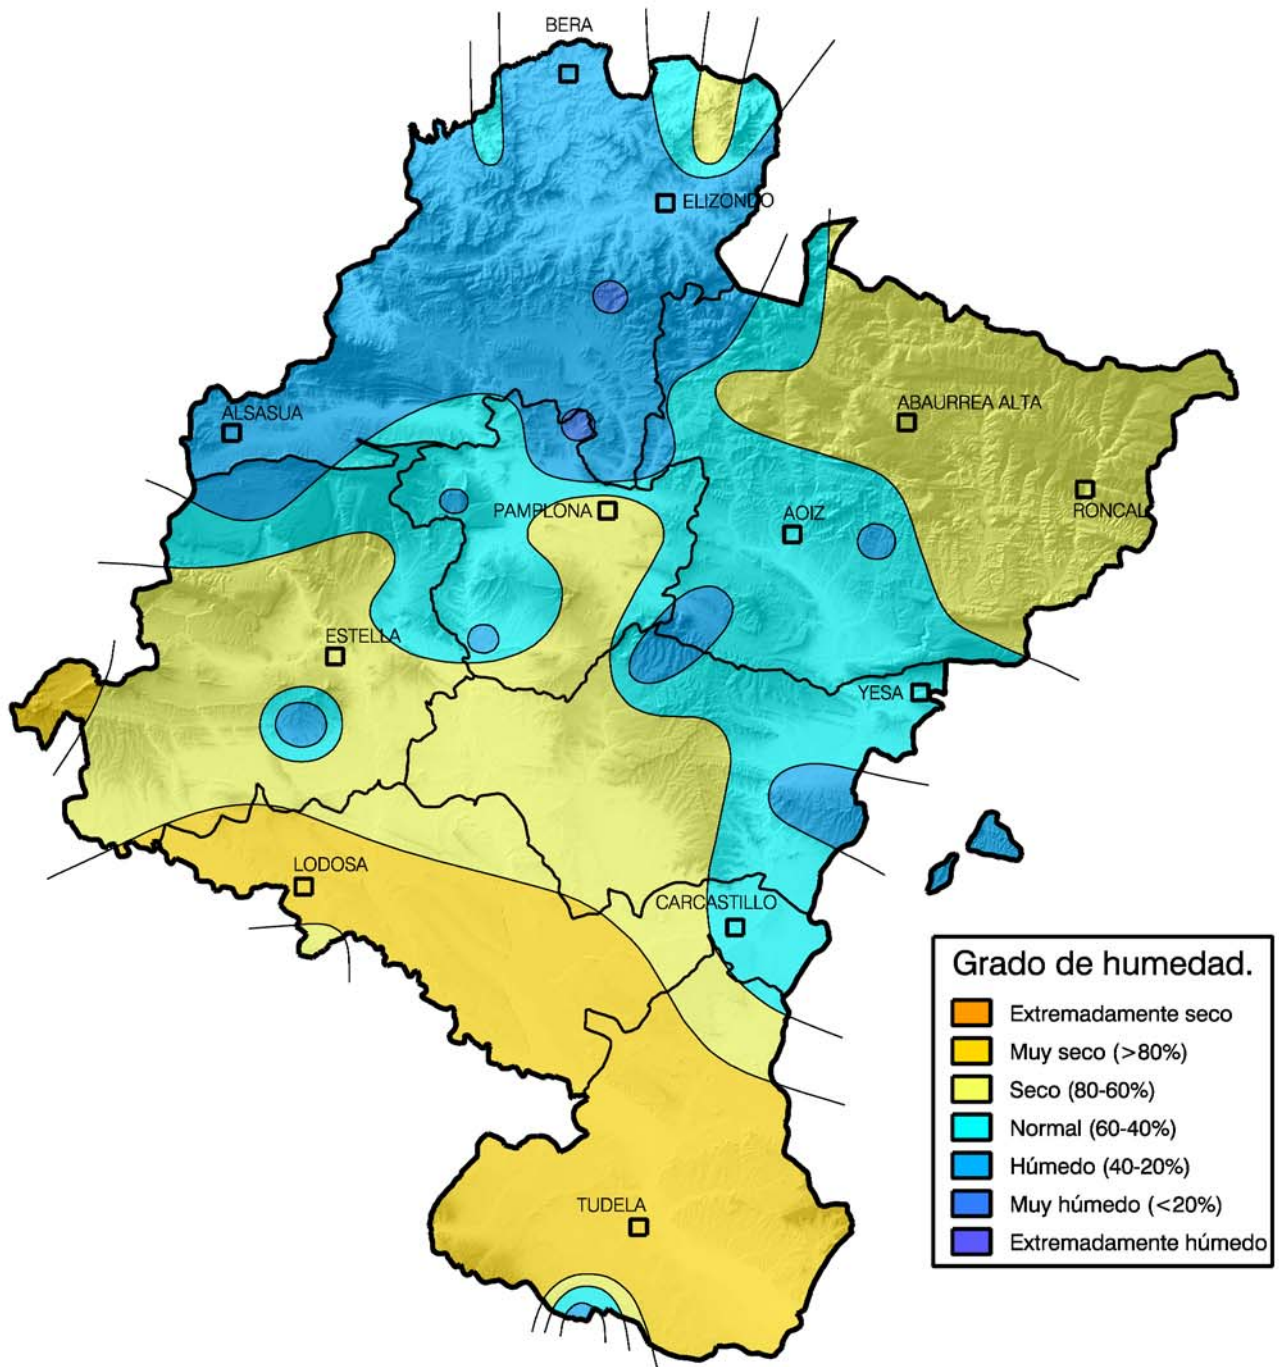 BERA
ELIZONDO
ALSASUA
ABAURREA ALTA
PAMPLONA
AOIZ
RONCAL
ESTELLA
YESA
LODOSA
CARCASTILLO
TUDELA
Grado de humedad.
Extremadamente seco
Muy seco (>80%)
Seco (80-60%)
Normal (60-40%)
Húmedo (40-20%)
Muy húmedo (<20%)
Extremadamente húmedo